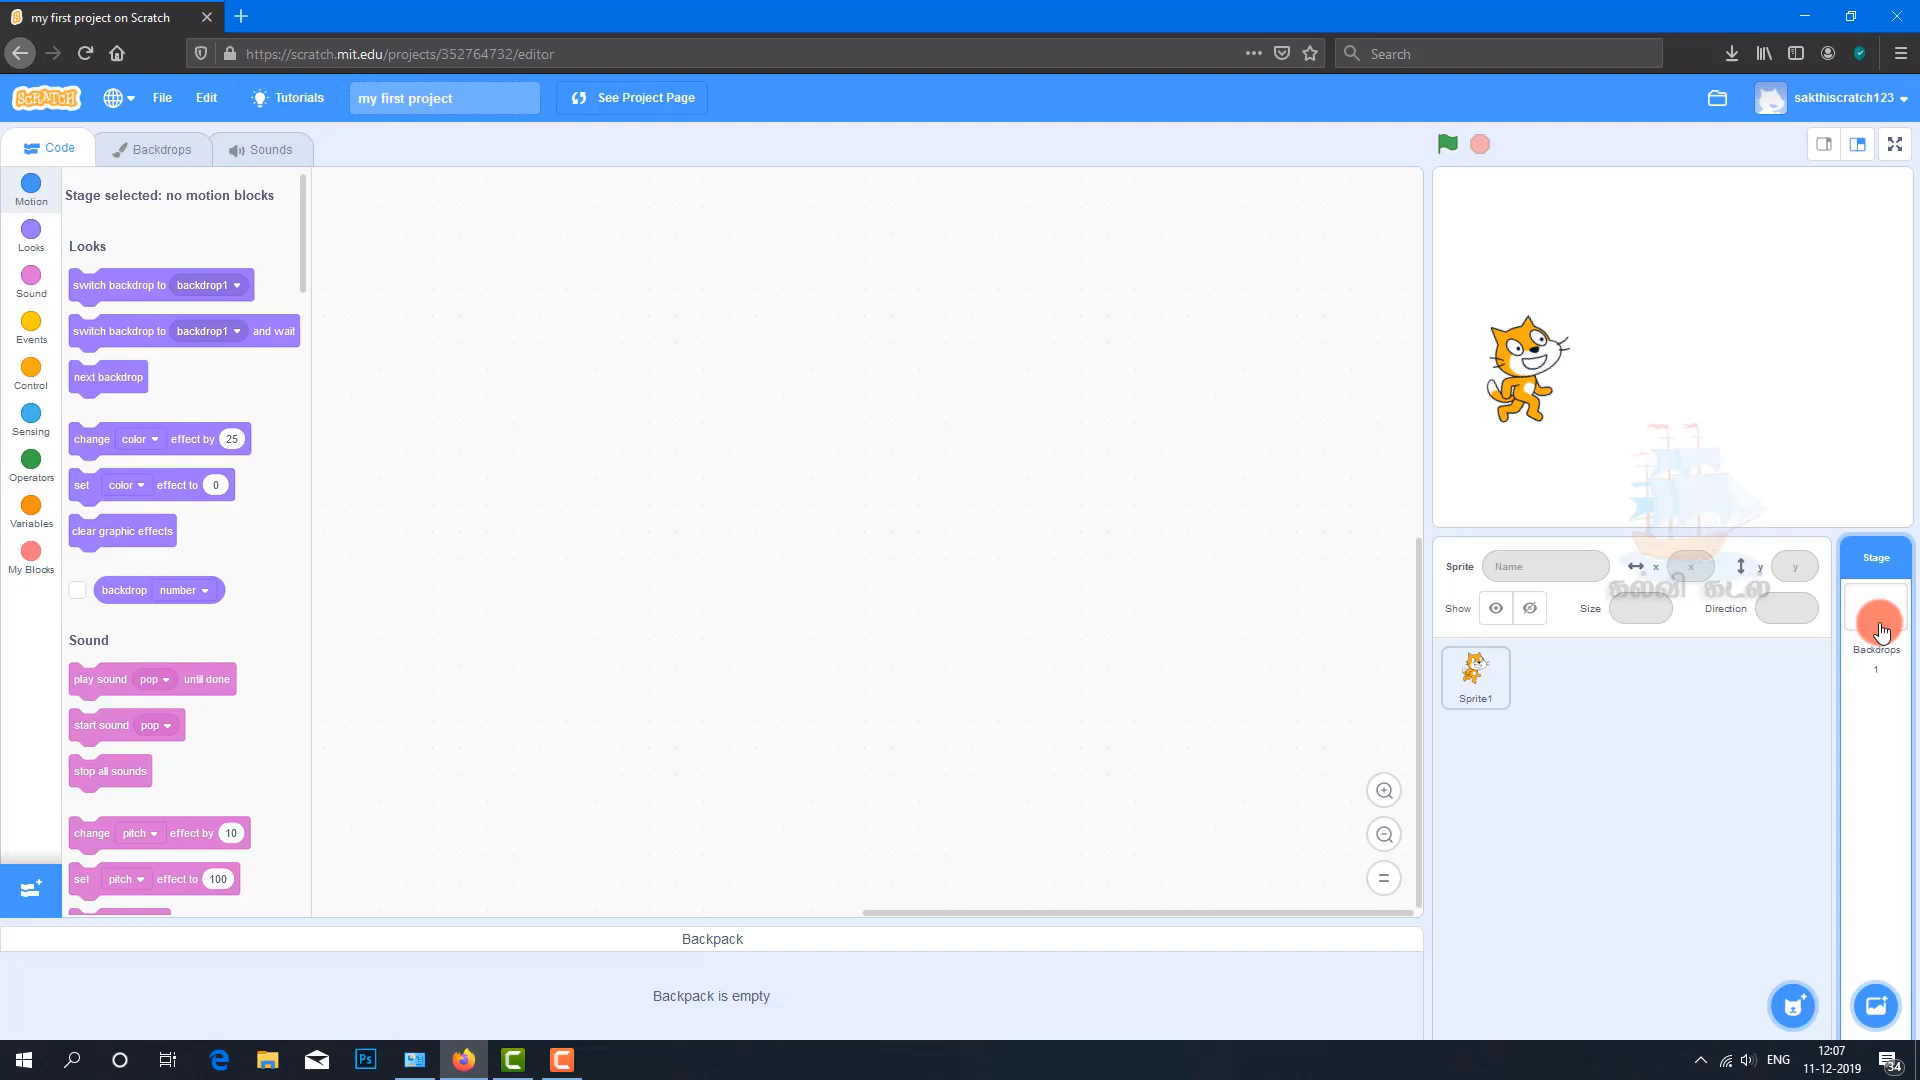 my first project on Scratch
https://scratch.mit.edu/projects/352764732/editor
Search
SCRATCH
File
Edit
Tutorials
my first project
See Project Page
sakthiscratch123
Code
Backdrops
Sounds
Motion
Looks
Sound
Events
Control
Sensing
Operators
Variables
My Blocks
Stage selected: no motion blocks
Looks
switch backdrop to backdrop1
switch backdrop to backdrop1 and wait
next backdrop
change color effect by 25
set color effect to 0
clear graphic effects
backdrop number
Sound
play sound pop until done
start sound pop
stop all sounds
change pitch effect by 10
set pitch effect to 100
Sprite Name x x y y
கல்வி கடல்
Show Size Direction
Sprite1
Stage
Backdrops
1
Backpack
Backpack is empty
Ps
ENG
12:07
11-12-2019
34